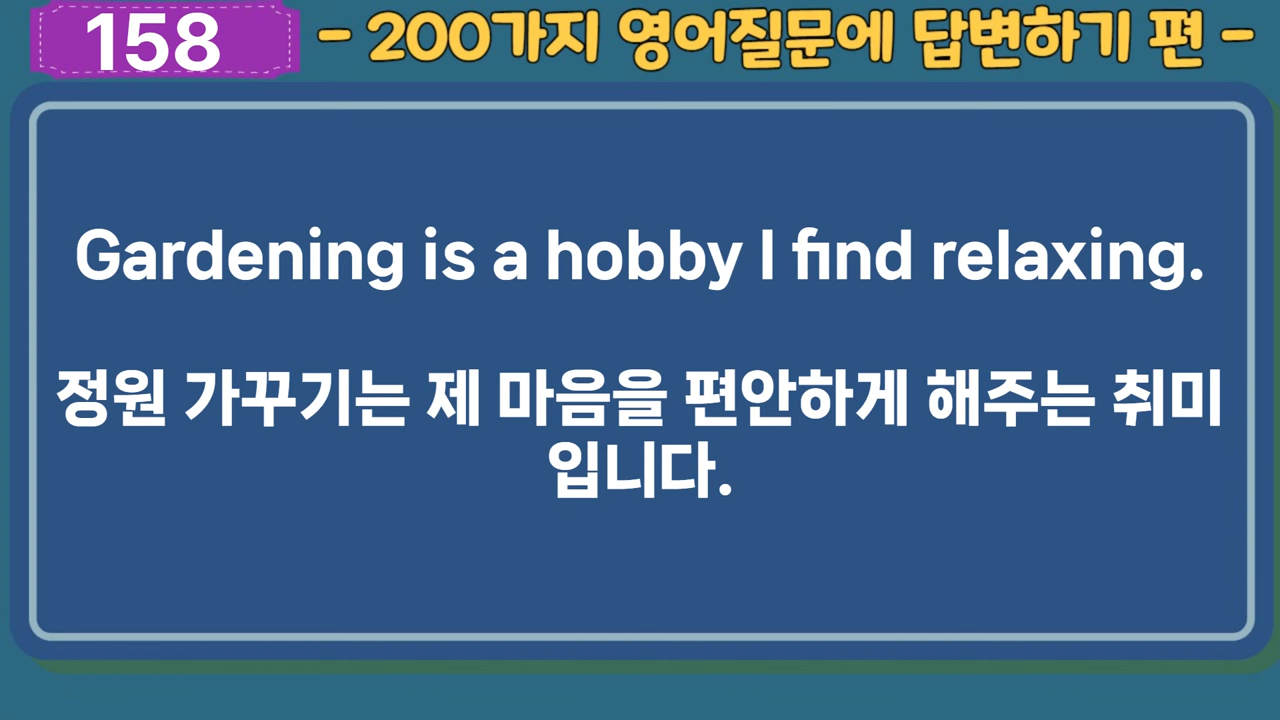 158
- 200가지 영어질문에 답변하기 편 -
Gardening is a hobby I find relaxing.
정원 가꾸기는 제 마음을 편안하게 해주는 취미
입니다.